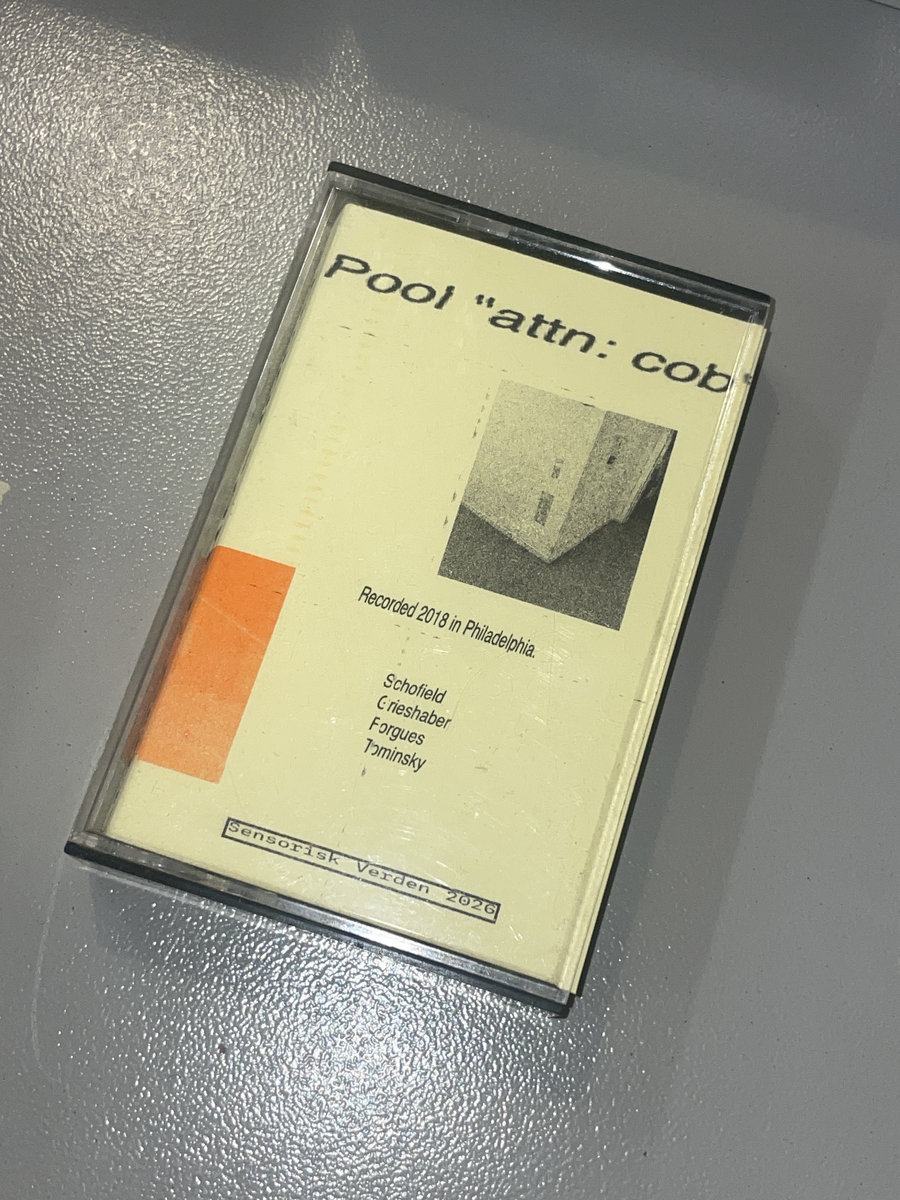 Pool "attn: cob"
Recorded 2018 in Philadelphia.
Schofield
Grieshaber
Forgues
Tominsky
Sensorisk Verden 2026